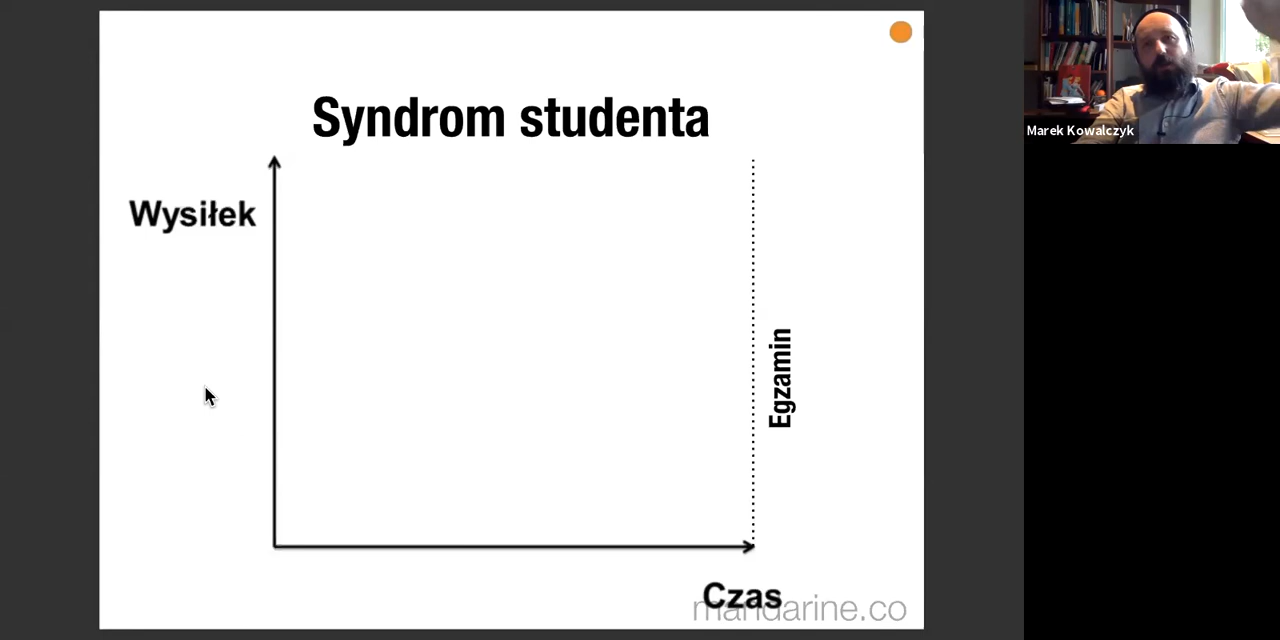 Syndrom studenta
Wysiłek
Egzamin
Czas
mandarine.co
Marek Kowalczyk